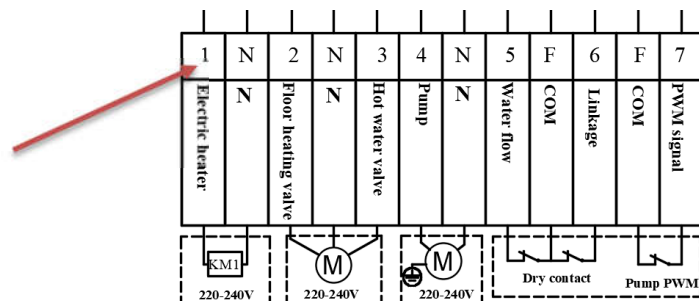 1 N 2 N 3 4 N 5 F 6 F 7
Electric heater
N
Floor heating valve
N
Hot water valve
Pump
N
Water flow
COM
Linkage
COM
PWM signal
KM1
M
M
220-240V
220-240V
220-240V
Dry contact
Pump PWM